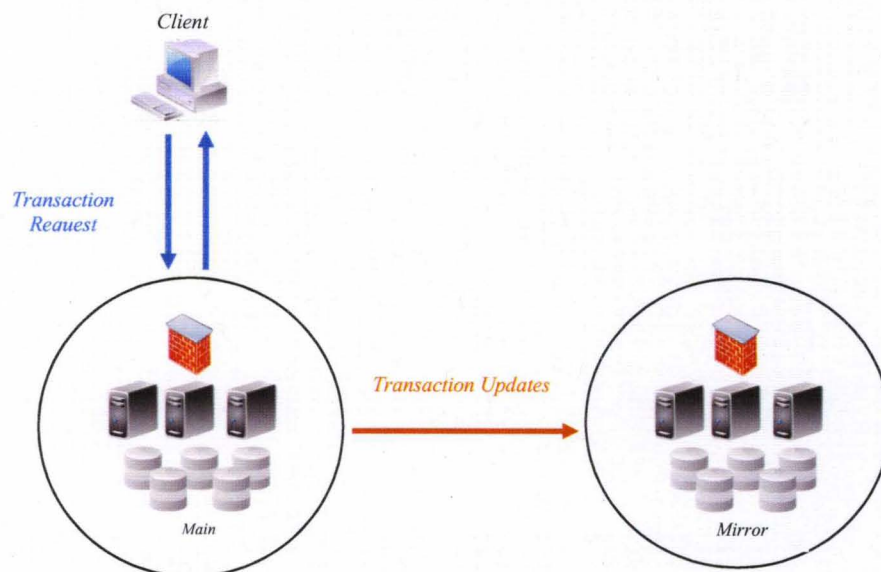 Client
Transaction
Reauest
Transaction Updates
Main
Mirror